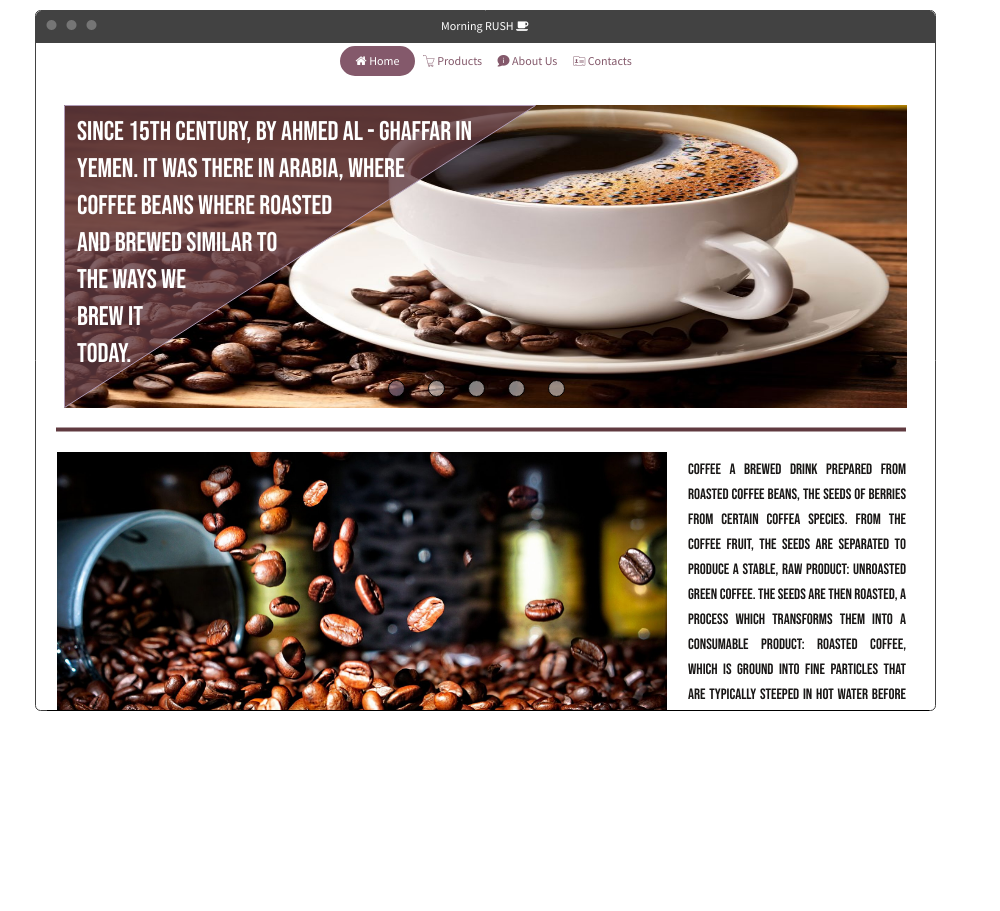 Morning RUSH
Home
Products
About Us
Contacts
SINCE 15TH CENTURY, BY AHMED AL - GHAFFAR IN
YEMEN. IT WAS THERE IN ARABIA, WHERE
COFFEE BEANS WHERE ROASTED
AND BREWED SIMILAR TO
THE WAYS WE
BREW IT
TODAY.
COFFEE A BREWED DRINK PREPARED FROM
ROASTED COFFEE BEANS, THE SEEDS OF BERRIES
FROM CERTAIN COFFEA SPECIES. FROM THE
COFFEE FRUIT, THE SEEDS ARE SEPARATED TO
PRODUCE A STABLE, RAW PRODUCT: UNROASTED
GREEN COFFEE. THE SEEDS ARE THEN ROASTED, A
PROCESS WHICH TRANSFORMS THEM INTO A
CONSUMABLE PRODUCT: ROASTED COFFEE,
WHICH IS GROUND INTO FINE PARTICLES THAT
ARE TYPICALLY STEEPED IN HOT WATER BEFORE